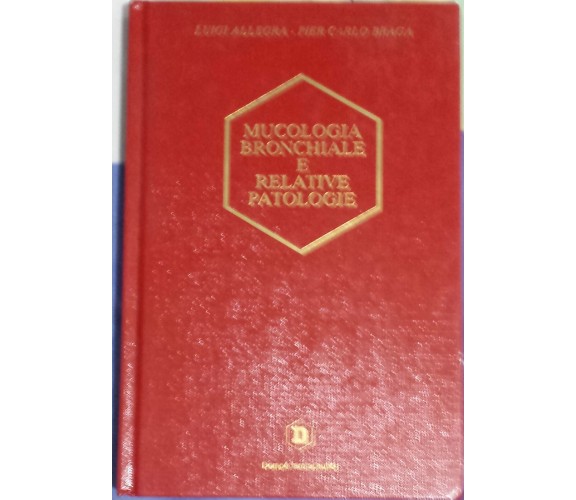 LUIGI ALLEGRA - PIER CARLO BRAGA
MUCOLOGIA
BRONCHIALE
E
RELATIVE
PATOLOGIE
D